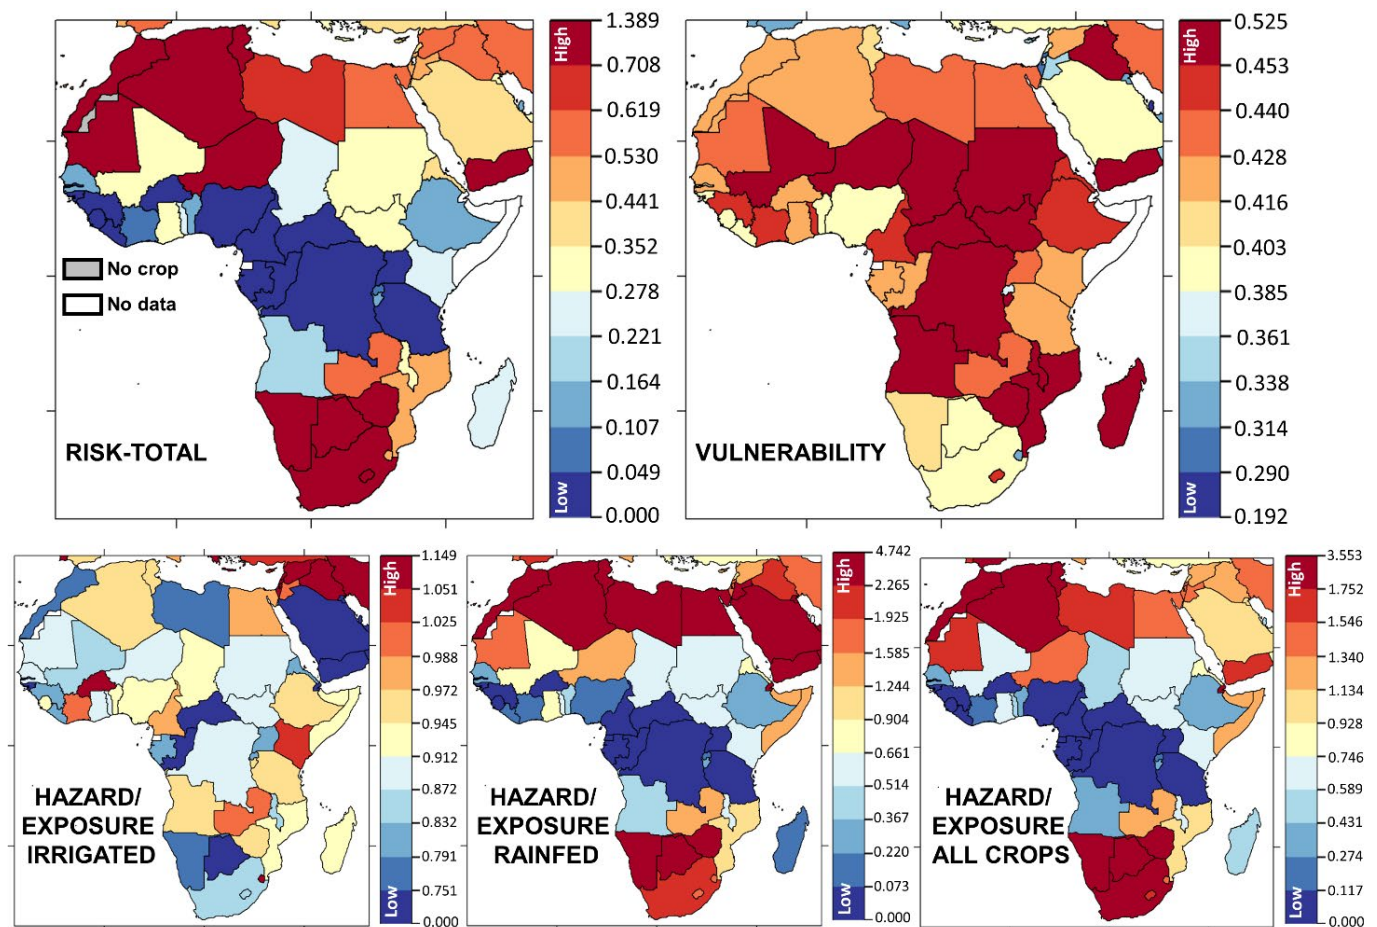 High
1.389
0.708
0.619
0.530
0.441
0.352
0.278
0.221
0.164
0.107
0.049
0.000
Low
No crop
No data
RISK-TOTAL
High
0.525
0.453
0.440
0.428
0.416
0.403
0.385
0.361
0.338
0.314
0.290
0.192
Low
VULNERABILITY
High
1.149
1.051
1.025
0.988
0.972
0.945
0.912
0.872
0.832
0.791
0.751
0.000
Low
HAZARD/
EXPOSURE
IRRIGATED
High
4.742
2.265
1.925
1.585
1.244
0.904
0.661
0.514
0.367
0.220
0.073
0.000
Low
HAZARD/
EXPOSURE
RAINFED
High
3.553
1.752
1.546
1.340
1.134
0.928
0.746
0.589
0.431
0.274
0.117
0.000
Low
HAZARD/
EXPOSURE
ALL CROPS